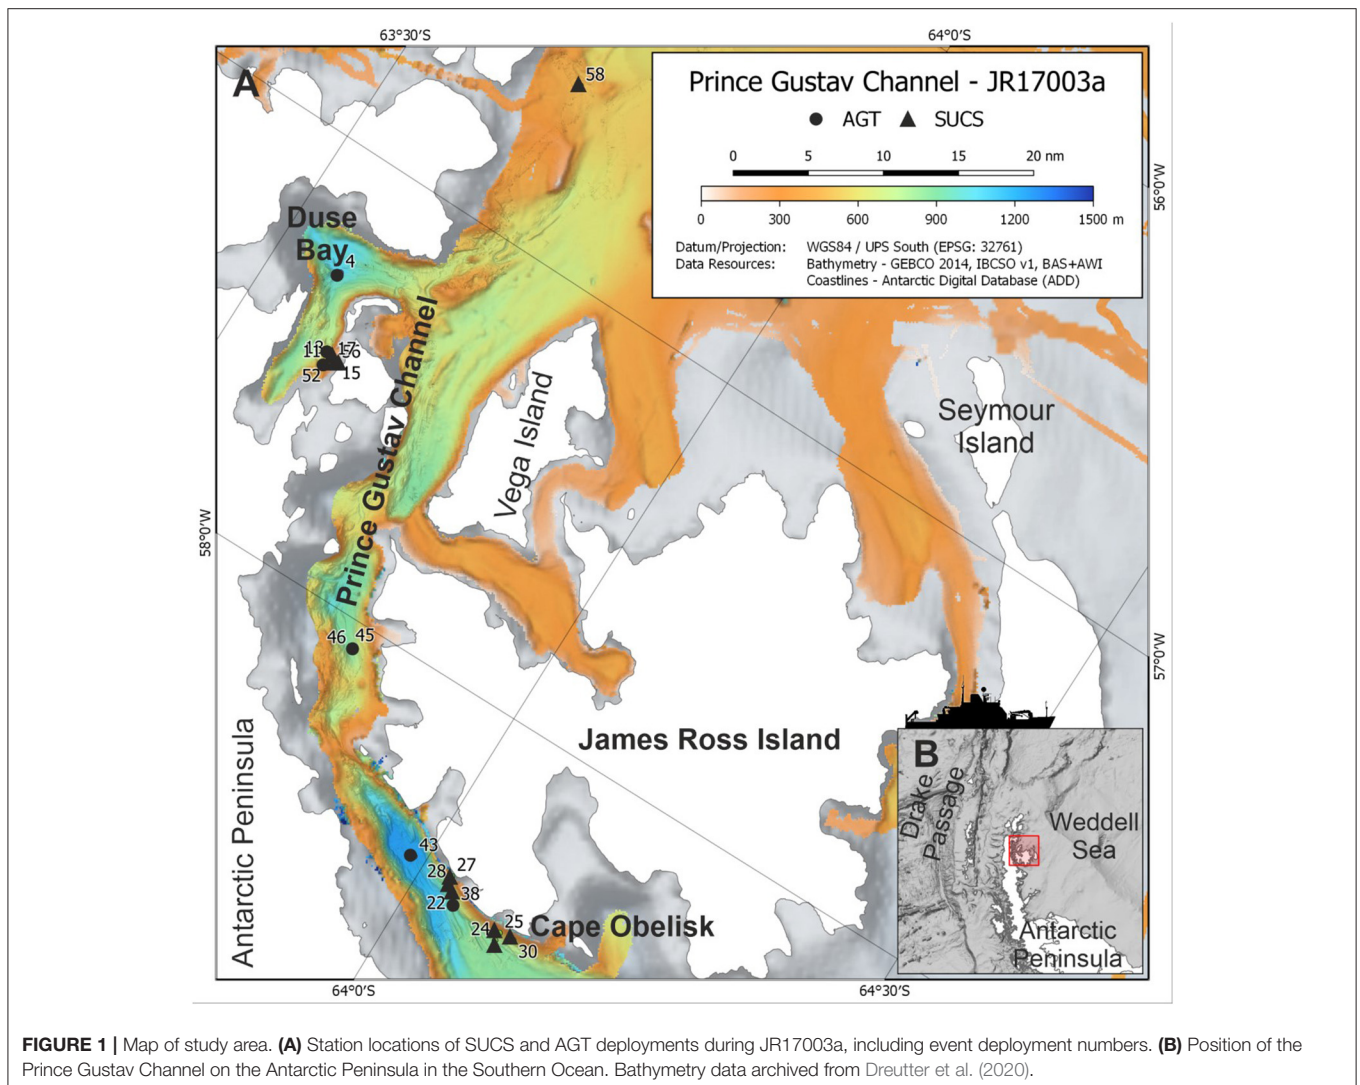 63°30'S
64°0'S
A
58
Prince Gustav Channel - JR17003a
AGT SUCS
0 5 10 15 20 nm
0 300 600 900 1200 1500 m
Datum/Projection: WGS84 / UPS South (EPSG: 32761)
Data Resources: Bathymetry - GEBCO 2014, IBCSO v1, BAS+AWI
Coastlines - Antarctic Digital Database (ADD)
56°0'W
Duse
Bay
4
13 17
11 16
52 15
Prince Gustav Channel
Vega Island
Seymour
Island
58°0'W
46 45
57°0'W
Antarctic Peninsula
James Ross Island
43
27
28
38
22
24 25
30
Cape Obelisk
B
Drake
Passage
Weddell
Sea
Antarctic
Peninsula
64°0'S
64°30'S
FIGURE 1 | Map of study area. (A) Station locations of SUCS and AGT deployments during JR17003a, including event deployment numbers. (B) Position of the
Prince Gustav Channel on the Antarctic Peninsula in the Southern Ocean. Bathymetry data archived from Dreutter et al. (2020).